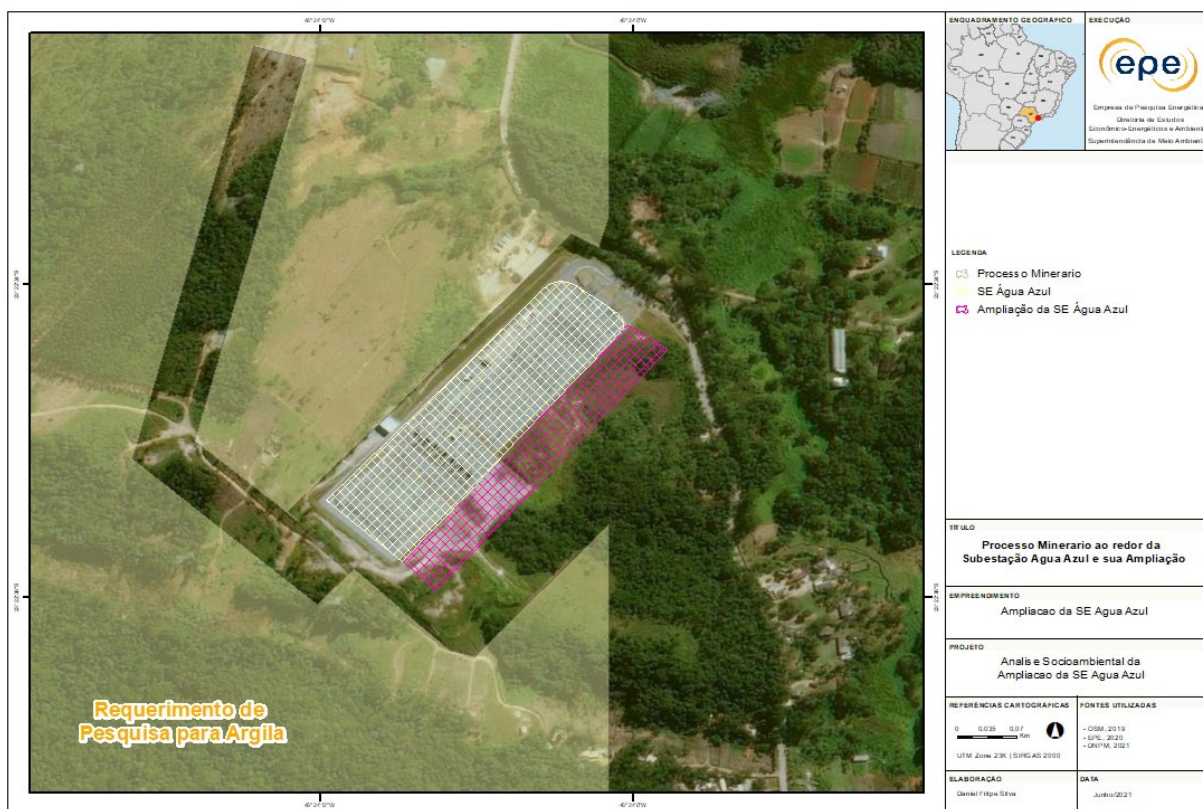 Requerimento de
Pesquisa para Argila
ENQUADRAMENTO GEOGRÁFICO
EXECUÇÃO
epe
Empresa de Pesquisa Energética
Diretoria de Estudos
Econômico-Energéticos e Ambient
Superintendência de Meio Ambient
LEGENDA
Processo Minerario
SE Água Azul
Ampliação da SE Água Azul
TÍTULO
Processo Minerario ao redor da
Subestação Agua Azul e sua Ampliação
EMPREENDIMENTO
Ampliacao da SE Agua Azul
PROJETO
Analise Socioambiental da
Ampliacao da SE Agua Azul
REFERÊNCIAS CARTOGRÁFICAS
0 0,035 0,07
Km
UTM Zone 23K | SIRGAS 2000
FONTES UTILIZADAS
- OSM, 2019
- EPE, 2020
- DNPM, 2021
ELABORAÇÃO
Daniel Filipe Silva
DATA
Junho/2021